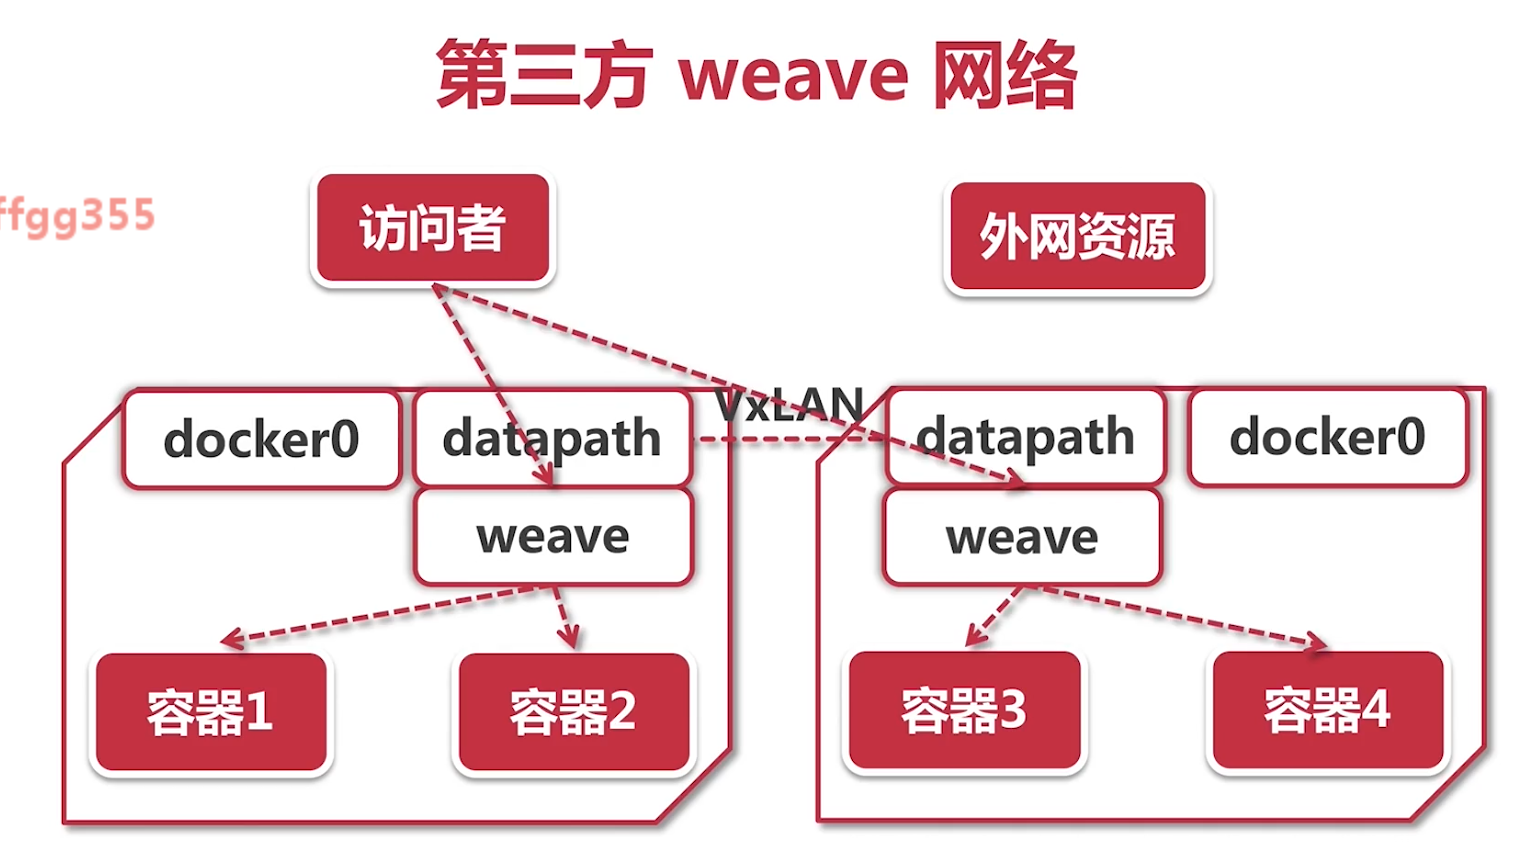 第三方 weave 网络
ffgg355
访问者
外网资源
VxLAN
docker0
datapath
datapath
docker0
weave
weave
容器1
容器2
容器3
容器4